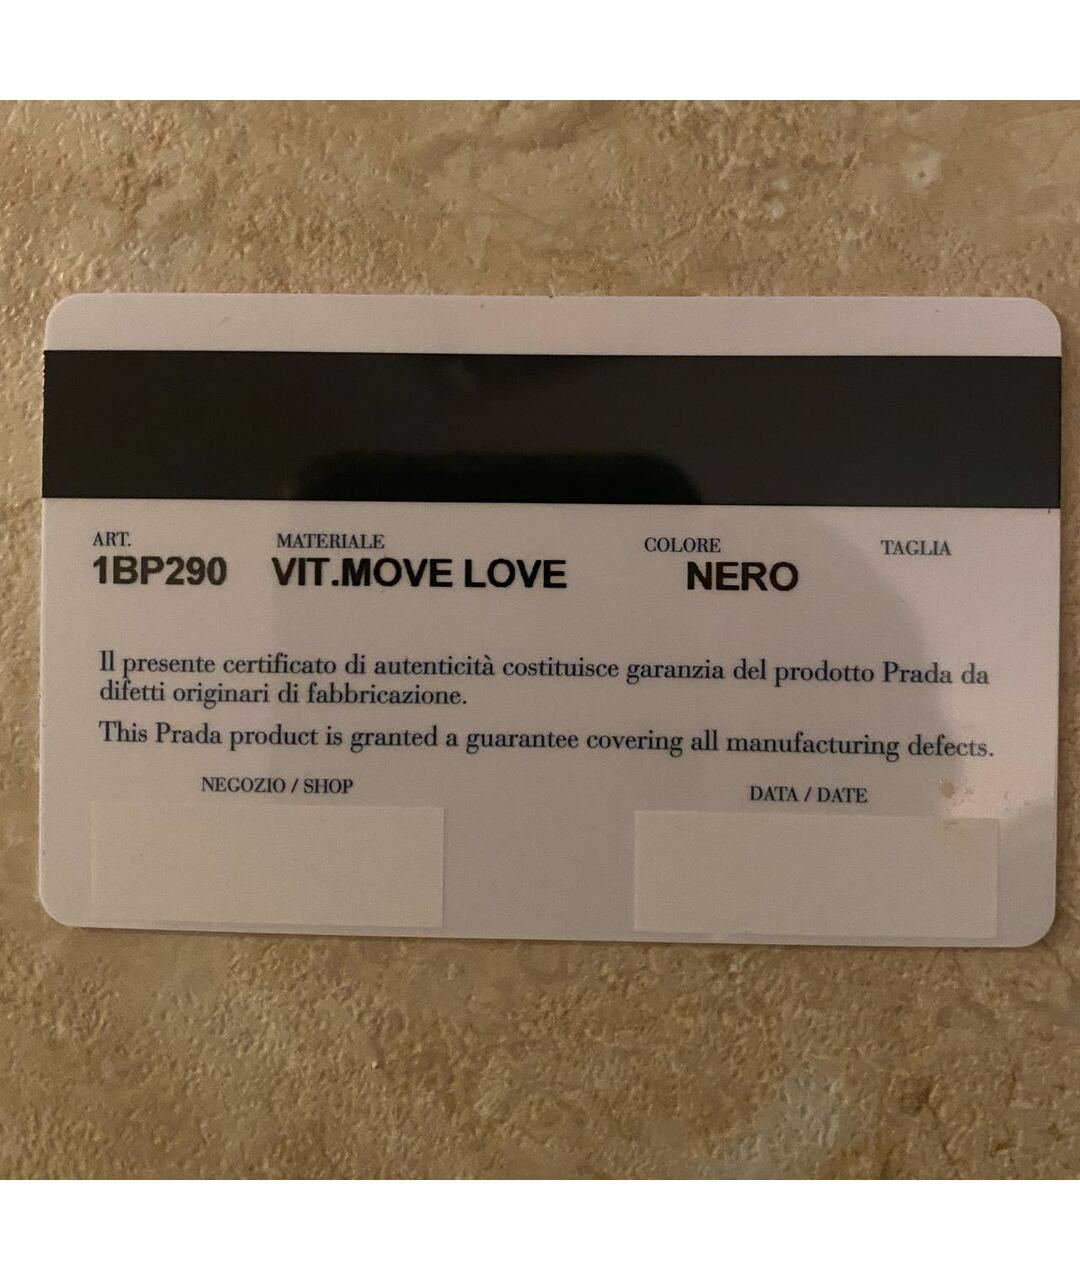 ART. MATERIALE COLORE TAGLIA
1BP290 VIT.MOVE LOVE NERO
Il presente certificato di autenticità costituisce garanzia del prodotto Prada da
difetti originari di fabbricazione.
This Prada product is granted a guarantee covering all manufacturing defects.
NEGOZIO / SHOP DATA / DATE